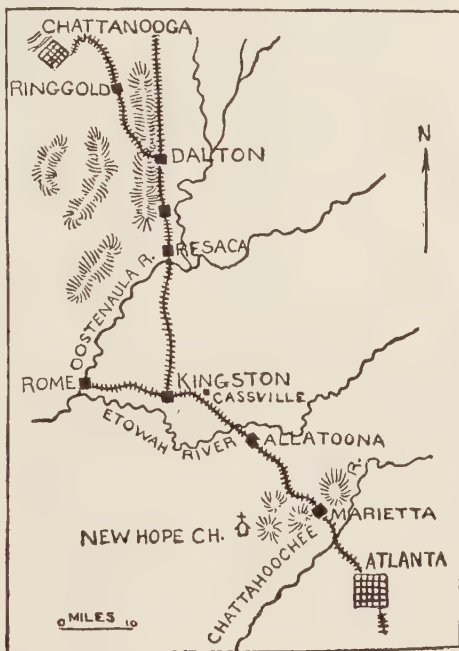 CHATTANOOGA
RINGGOLD
N
DALTON
RESACA
OOSTENAULA R.
ROME
KINGSTON
CASSVILLE
ETOWAH RIVER
ALLATOONA
MARIETTA
NEW HOPE CH.
CHATTAHOOCHEE R.
ATLANTA
0 MILES 10